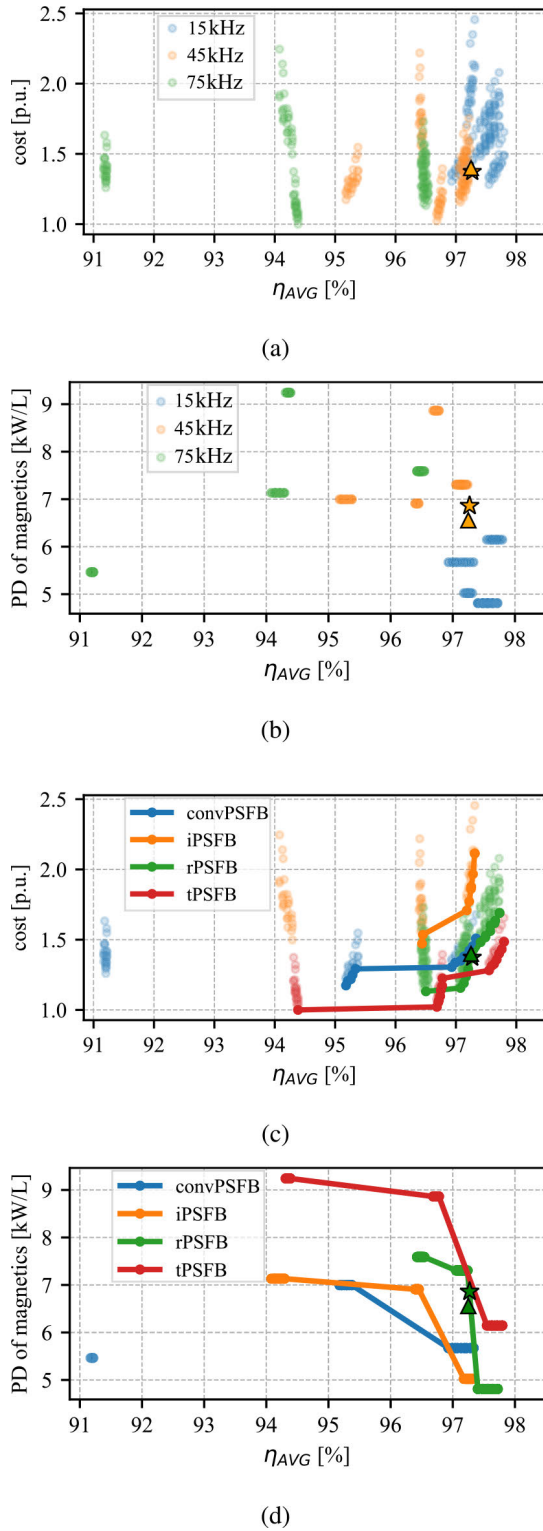 2.5
2.0
1.5
1.0
cost [p.u.]
15kHz
45kHz
75kHz
91 92 93 94 95 96 97 98
ηAVG [%]
(a)
9
8
7
6
5
PD of magnetics [kW/L]
15kHz
45kHz
75kHz
91 92 93 94 95 96 97 98
ηAVG [%]
(b)
2.5
2.0
1.5
1.0
cost [p.u.]
convPSFB
iPSFB
rPSFB
tPSFB
91 92 93 94 95 96 97 98
ηAVG [%]
(c)
9
8
7
6
5
PD of magnetics [kW/L]
convPSFB
iPSFB
rPSFB
tPSFB
91 92 93 94 95 96 97 98
ηAVG [%]
(d)